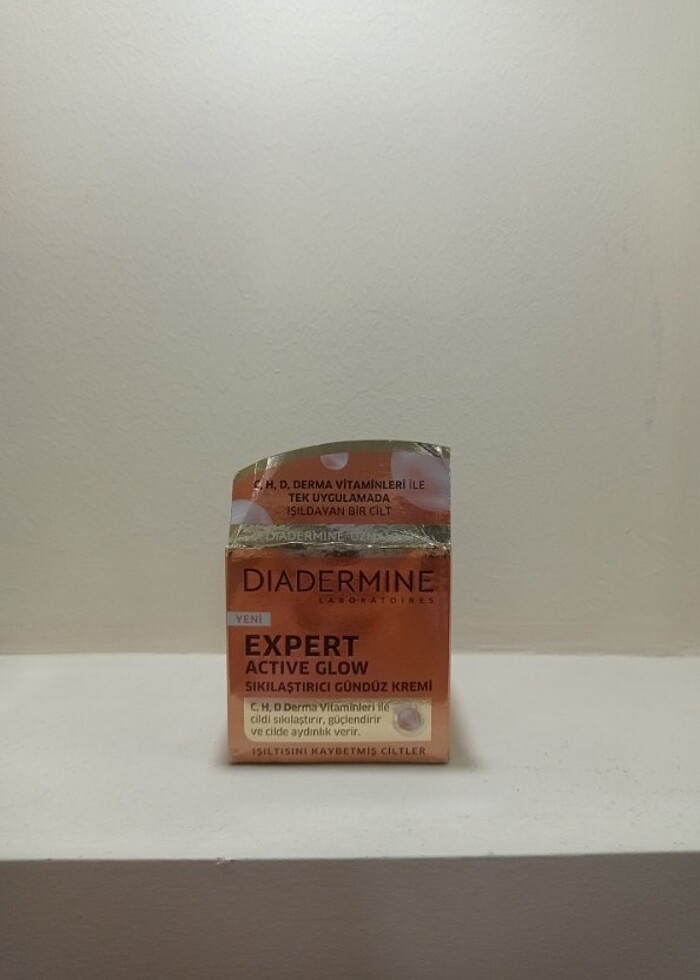 C, H, D, DERMA VİTAMİNLERİ İLE
TEK UYGULAMADA
IŞILDAYAN BİR CİLT
DIADERMINE
DIADERMINE
LABORATOIRES
YENİ
EXPERT
ACTIVE GLOW
SIKILAŞTIRICI GÜNDÜZ KREMİ
C, H, D Derma Vitaminleri ile
cildi sıkılaştırır, güçlendirir
ve cilde aydınlık verir.
IŞILTISINI KAYBETMİŞ CİLTLER